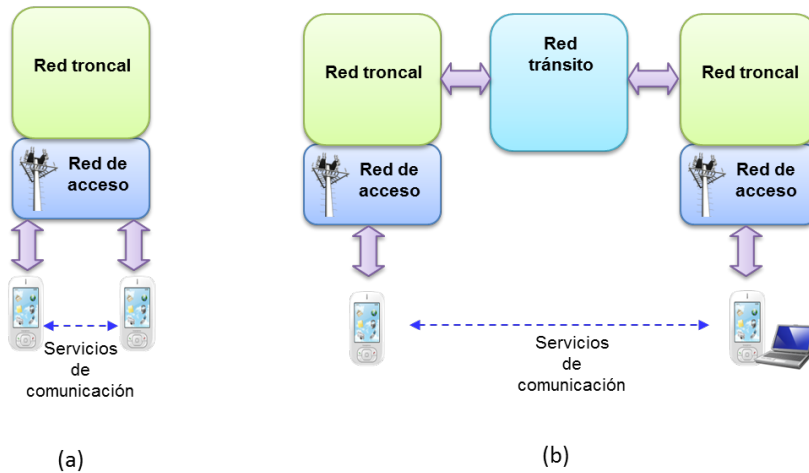 Red troncal
Red de
acceso
Servicios
de
comunicación
(a)
Red troncal
Red
tránsito
Red troncal
Red de
acceso
Red de
acceso
Servicios
de
comunicación
(b)